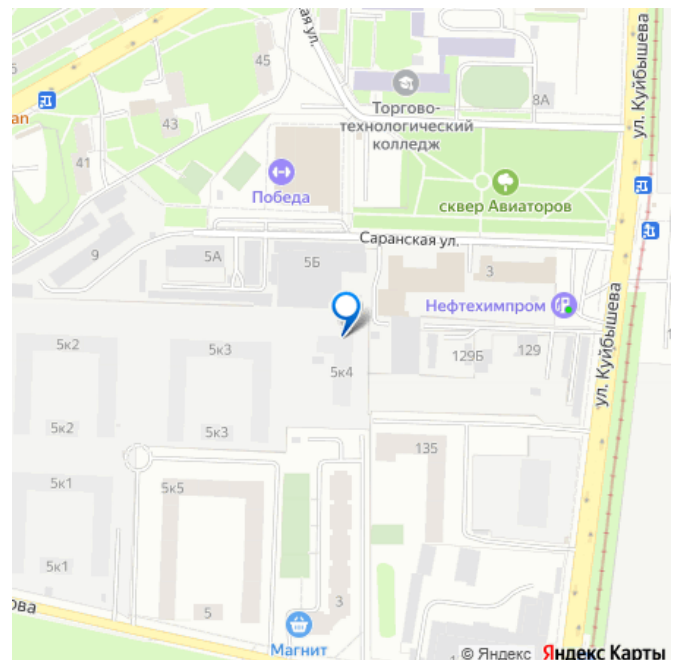 ая ул.
ул. Куйбышева
45
8А
an
43
Торгово-
технологический
колледж
41
Победа
сквер Авиаторов
Саранская ул.
9
5А
5Б
3
Нефтехимпром
5к2
5к3
129Б
129
ул. Куйбышева
5к4
5к2
5к3
135
5к1
5к5
5к1
ова
5
3
Магнит
© Яндекс Яндекс Карты